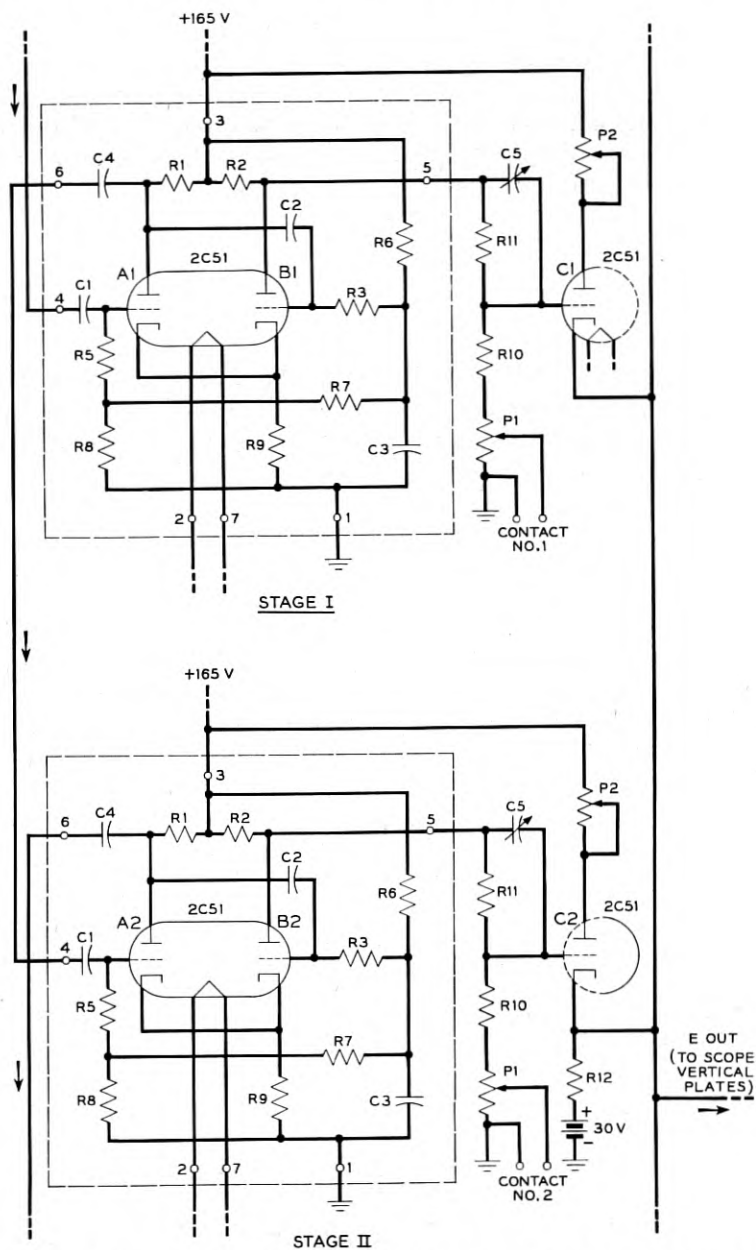 +165 V
3
P2
6
C4
R1
R2
5
C5
C2
R6
R11
2C51
A1
B1
C1
2C51
4
C1
R3
R5
R10
R7
P1
R8
R9
C3
2
7
1
CONTACT
NO.1
STAGE I
+165 V
3
P2
6
C4
R1
R2
5
C5
C2
R6
R11
2C51
A2
B2
C2
2C51
4
C1
R3
R5
R10
R7
E OUT
(TO SCOPE
VERTICAL
PLATES)
P1
R12
R8
R9
C3
+
30 V
-
2
7
1
CONTACT
NO.2
STAGE II